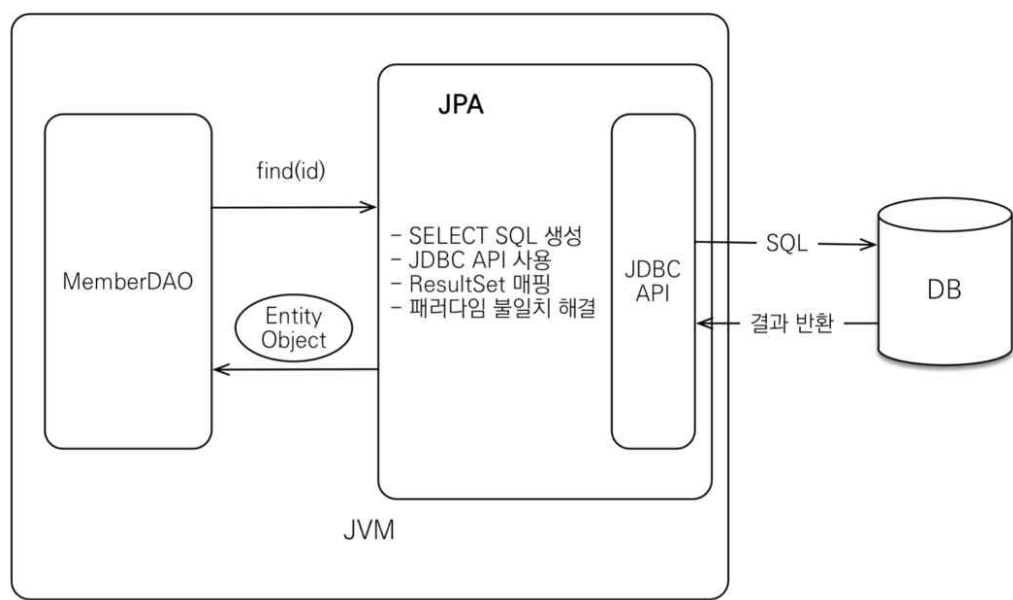 JPA
find(id)
MemberDAO
Entity
Object
- SELECT SQL 생성
- JDBC API 사용
- ResultSet 매핑
- 패러다임 불일치 해결
JDBC
API
SQL
결과 반환
DB
JVM